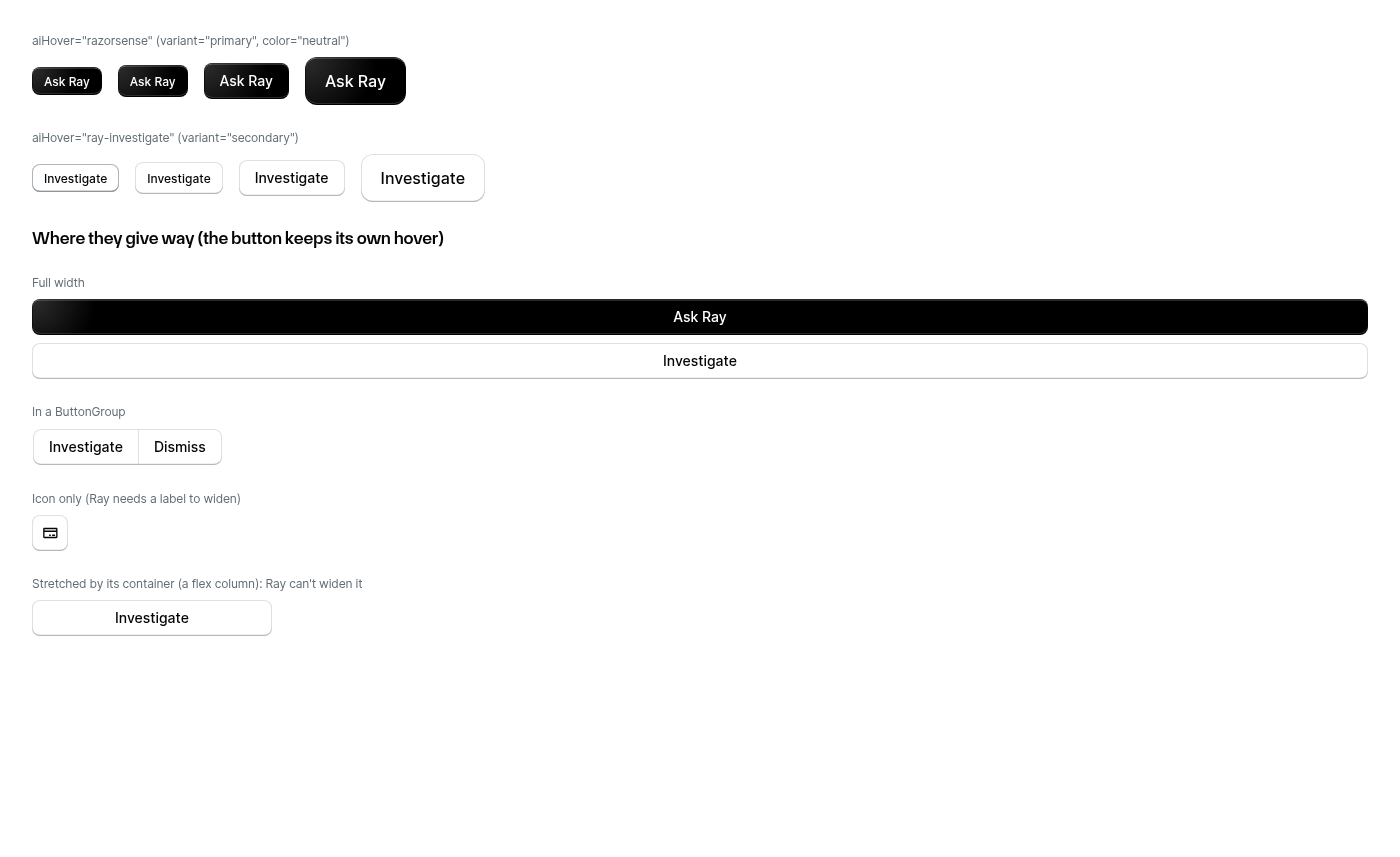 aiHover="razorsense" (variant="primary", color="neutral")
Ask Ray Ask Ray Ask Ray Ask Ray
aiHover="ray-investigate" (variant="secondary")
Investigate Investigate Investigate Investigate
Where they give way (the button keeps its own hover)
Full width
Ask Ray
Investigate
In a ButtonGroup
Investigate Dismiss
Icon only (Ray needs a label to widen)
Stretched by its container (a flex column): Ray can't widen it
Investigate